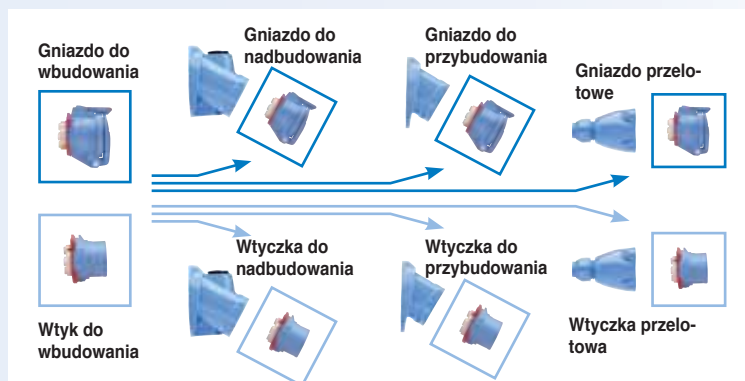 Gniazdo do
wbudowania
Gniazdo do
nadbudowania
Gniazdo do
przybudowania
Gniazdo przelo-
towe
Wtyk do
wbudowania
Wtyczka do
nadbudowania
Wtyczka do
przybudowania
Wtyczka przelo-
towa